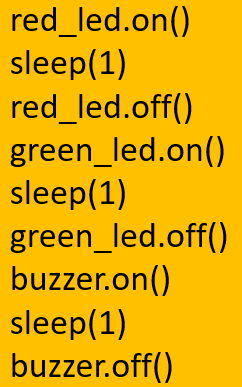 red_led.on()
sleep(1)
red_led.off()
green_led.on()
sleep(1)
green_led.off()
buzzer.on()
sleep(1)
buzzer.off()